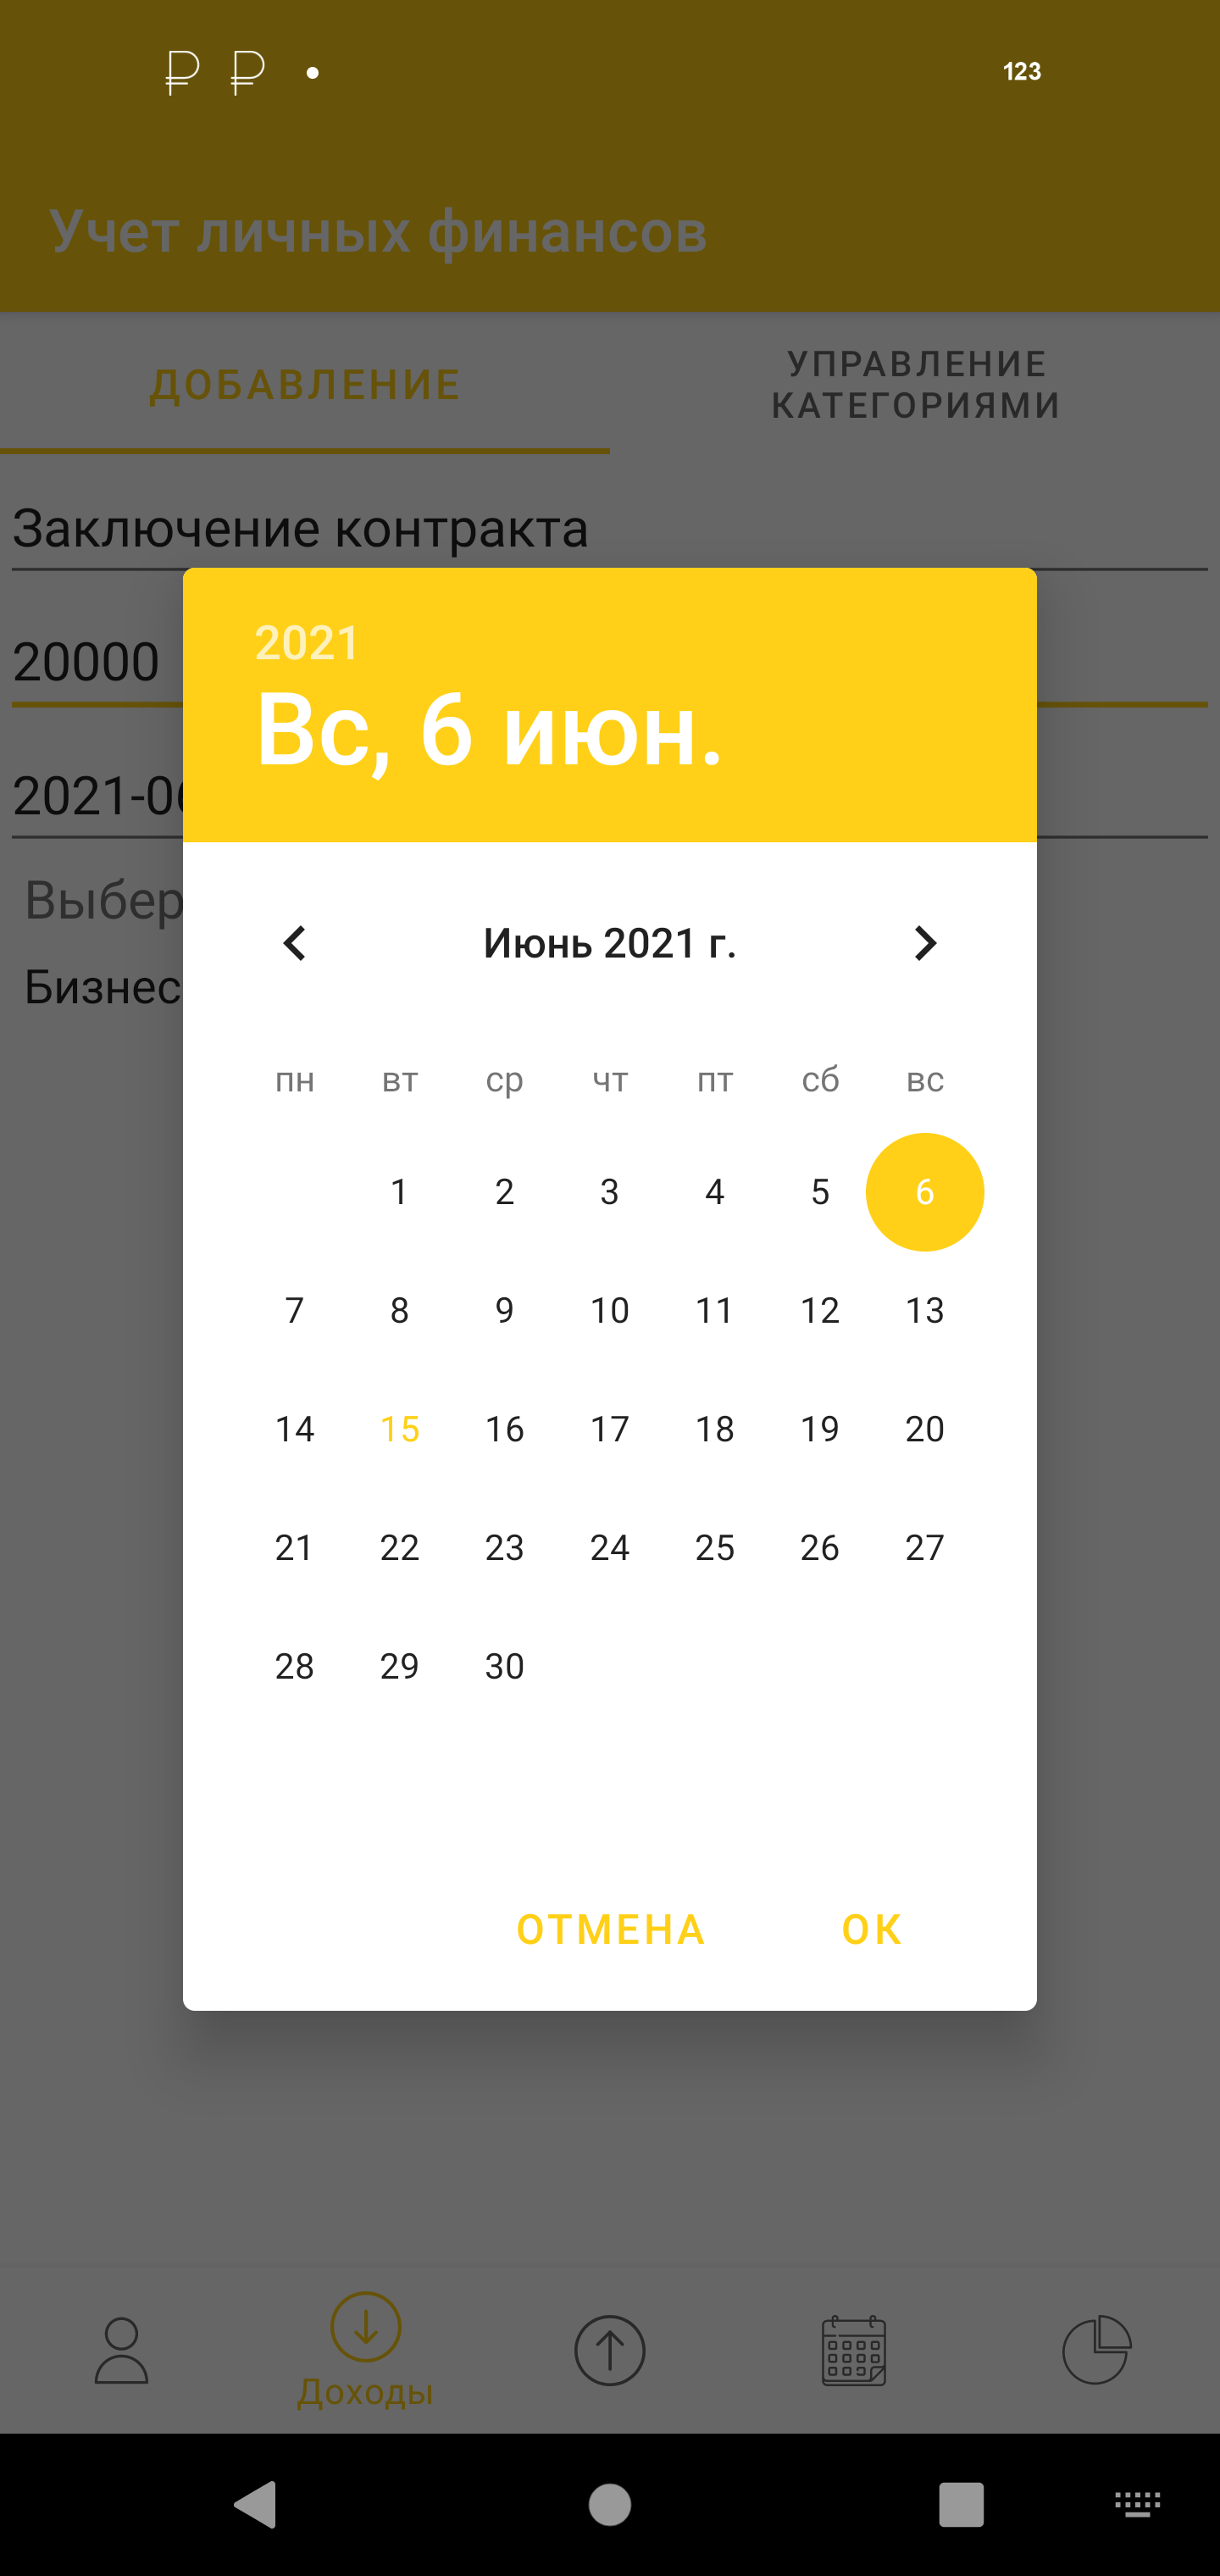 ₽ ₽ • 123
Учет личных финансов
ДОБАВЛЕНИЕ
УПРАВЛЕНИЕ
КАТЕГОРИЯМИ
Заключение контракта
20000
2021-06
Выбер
Бизнес
2021
Вс, 6 июн.
Июнь 2021 г.
пн вт ср чт пт сб вс
1 2 3 4 5 6
7 8 9 10 11 12 13
14 15 16 17 18 19 20
21 22 23 24 25 26 27
28 29 30
ОТМЕНА ОК
Доходы